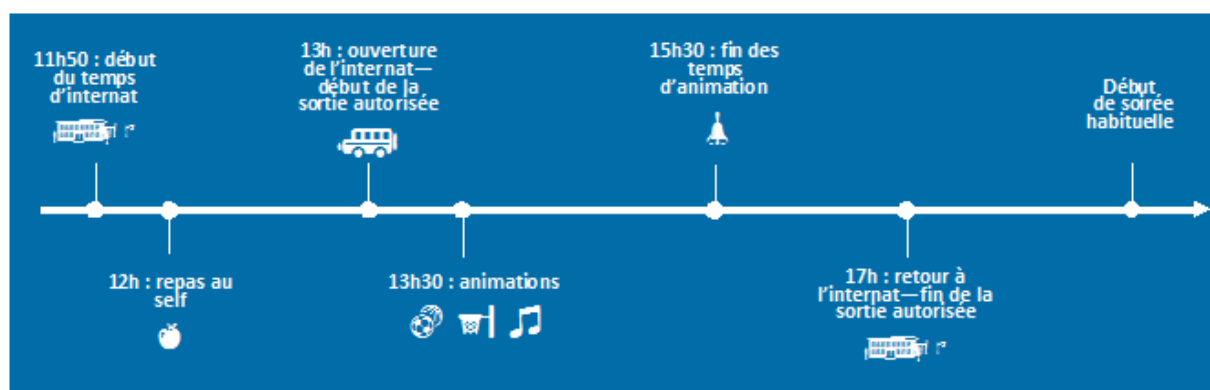 11h50 : début
du temps
d'internat
12h : repas au
self
13h : ouverture
de l'internat—
début de la
sortie autorisée
13h30 : animations
15h30 : fin des
temps
d'animation
17h : retour à
l'internat—fin de la
sortie autorisée
Début
de soirée
habituelle